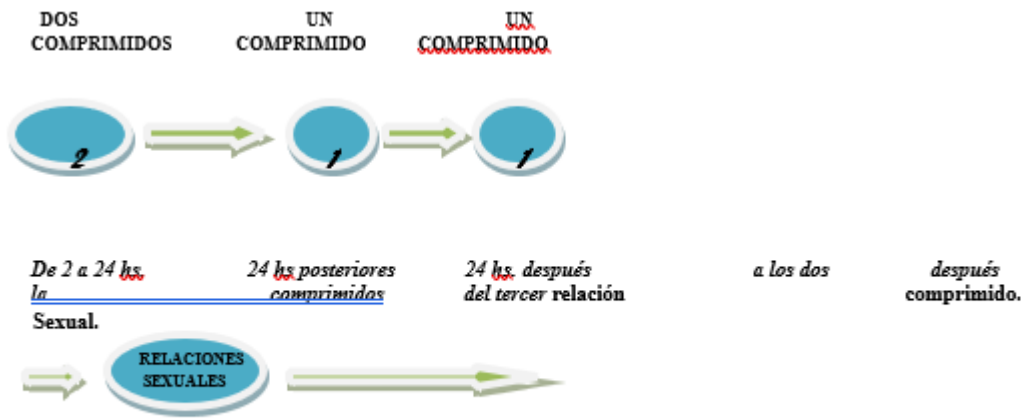 DOS UN UN
COMPRIMIDOS COMPRIMIDO COMPRIMIDO
2 1 1
De 2 a 24 hs. 24 hs posteriores 24 hs. después a los dos después
la comprimidos del tercer relación comprimido.
Sexual.
RELACIONES
SEXUALES